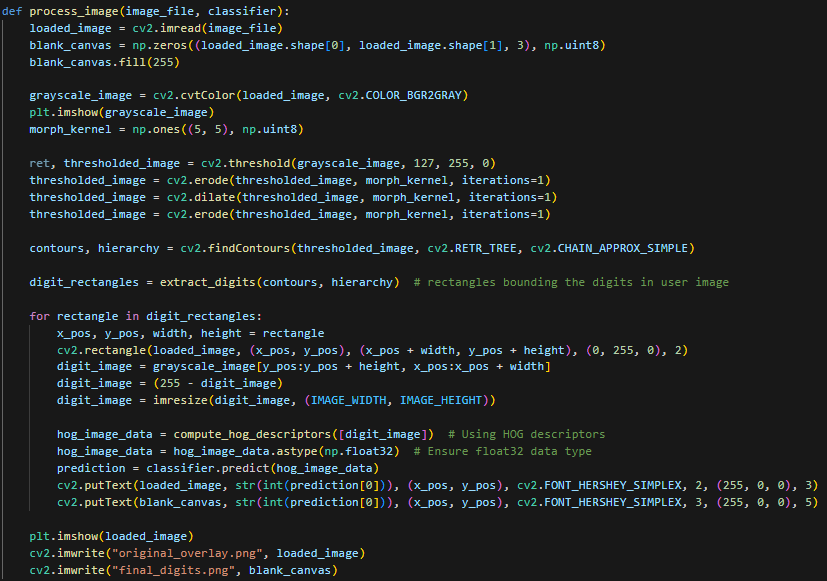 def process_image(image_file, classifier):
    loaded_image = cv2.imread(image_file)
    blank_canvas = np.zeros((loaded_image.shape[0], loaded_image.shape[1], 3), np.uint8)
    blank_canvas.fill(255)

    grayscale_image = cv2.cvtColor(loaded_image, cv2.COLOR_BGR2GRAY)
    plt.imshow(grayscale_image)
    morph_kernel = np.ones((5, 5), np.uint8)

    ret, thresholded_image = cv2.threshold(grayscale_image, 127, 255, 0)
    thresholded_image = cv2.erode(thresholded_image, morph_kernel, iterations=1)
    thresholded_image = cv2.dilate(thresholded_image, morph_kernel, iterations=1)
    thresholded_image = cv2.erode(thresholded_image, morph_kernel, iterations=1)

    contours, hierarchy = cv2.findContours(thresholded_image, cv2.RETR_TREE, cv2.CHAIN_APPROX_SIMPLE)

    digit_rectangles = extract_digits(contours, hierarchy)  # rectangles bounding the digits in user image

    for rectangle in digit_rectangles:
        x_pos, y_pos, width, height = rectangle
        cv2.rectangle(loaded_image, (x_pos, y_pos), (x_pos + width, y_pos + height), (0, 255, 0), 2)
        digit_image = grayscale_image[y_pos:y_pos + height, x_pos:x_pos + width]
        digit_image = (255 - digit_image)
        digit_image = imresize(digit_image, (IMAGE_WIDTH, IMAGE_HEIGHT))

        hog_image_data = compute_hog_descriptors([digit_image])  # Using HOG descriptors
        hog_image_data = hog_image_data.astype(np.float32)  # Ensure float32 data type
        prediction = classifier.predict(hog_image_data)
        cv2.putText(loaded_image, str(int(prediction[0])), (x_pos, y_pos), cv2.FONT_HERSHEY_SIMPLEX, 2, (255, 0, 0), 3)
        cv2.putText(blank_canvas, str(int(prediction[0])), (x_pos, y_pos), cv2.FONT_HERSHEY_SIMPLEX, 3, (255, 0, 0), 5)

    plt.imshow(loaded_image)
    cv2.imwrite("original_overlay.png", loaded_image)
    cv2.imwrite("final_digits.png", blank_canvas)